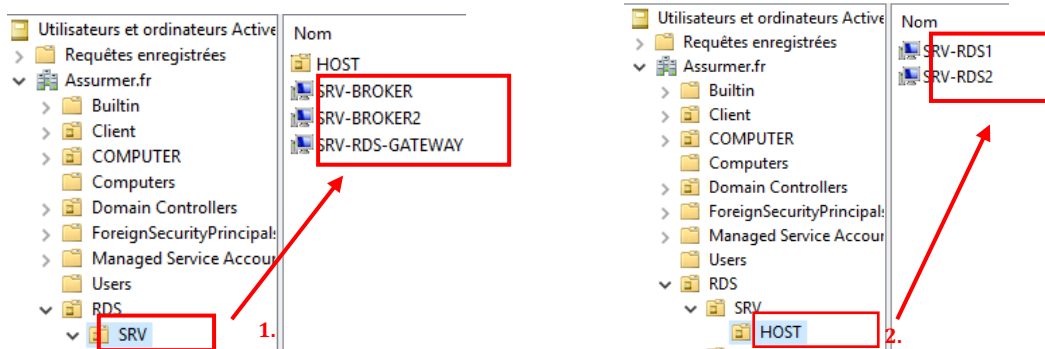 Utilisateurs et ordinateurs Active
Requêtes enregistrées
Assurmer.fr
Builtin
Client
COMPUTER
Computers
Domain Controllers
ForeignSecurityPrincipals
Managed Service Accour
Users
RDS
SRV
1.
Nom
HOST
SRV-BROKER
SRV-BROKER2
SRV-RDS-GATEWAY
Utilisateurs et ordinateurs Active
Requêtes enregistrées
Assurmer.fr
Builtin
Client
COMPUTER
Computers
Domain Controllers
ForeignSecurityPrincipals
Managed Service Accour
Users
RDS
SRV
HOST
2.
Nom
SRV-RDS1
SRV-RDS2